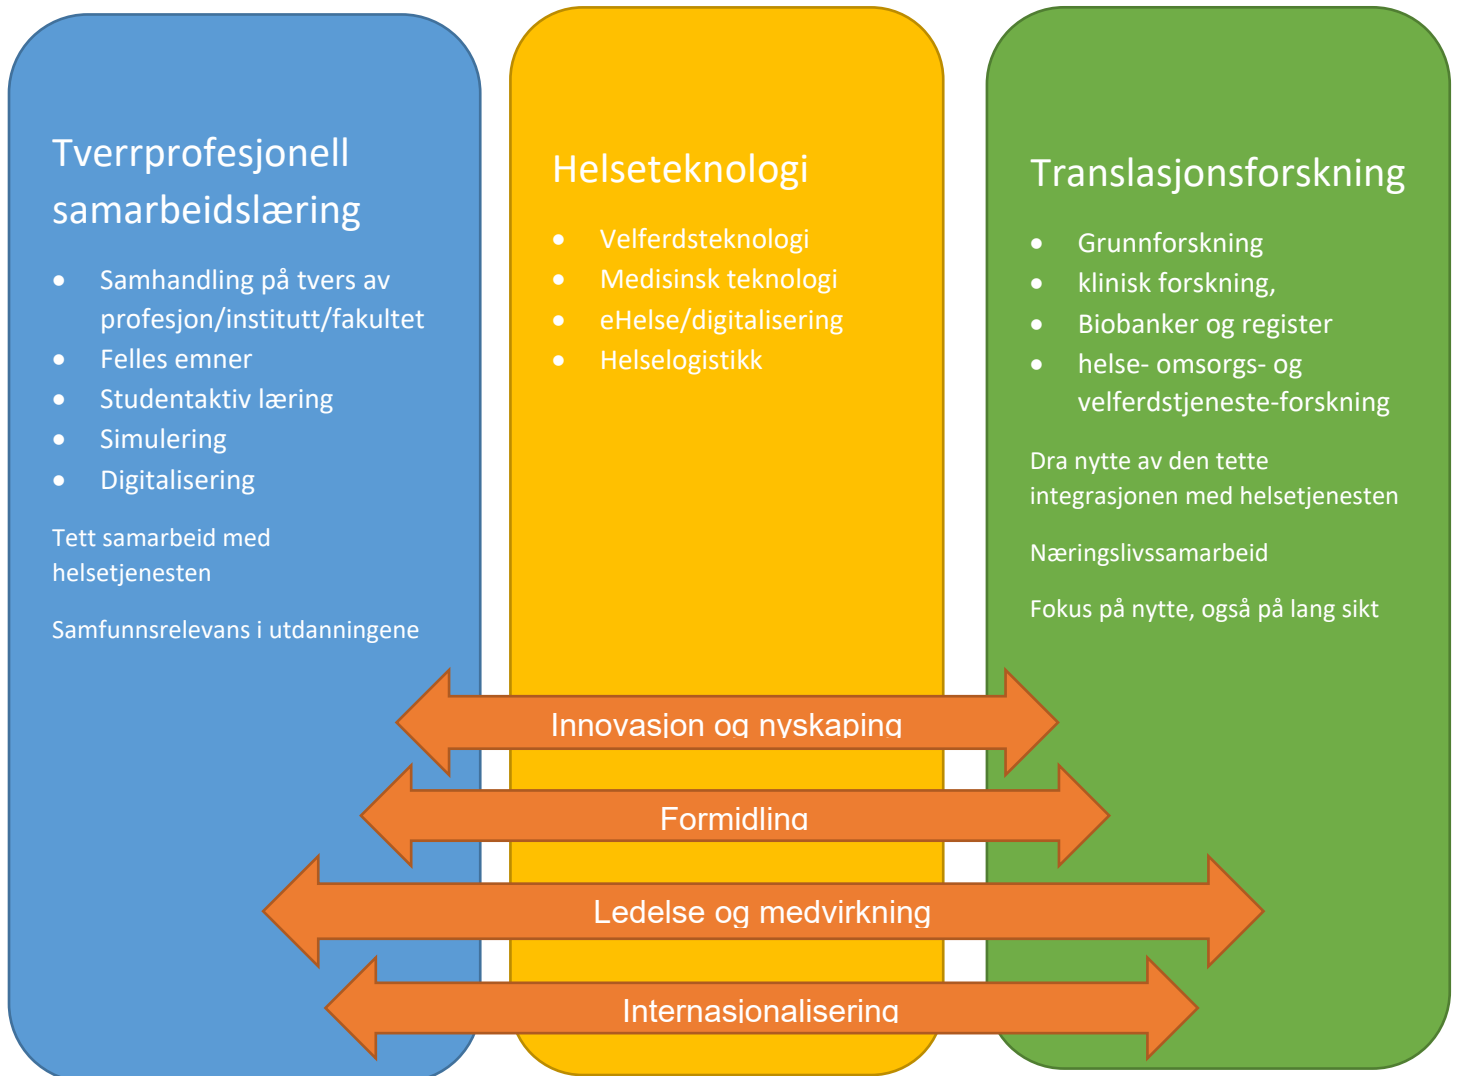 Tverrprofesjonell
samarbeidslæring
• Samhandling på tvers av
profesjon/institutt/fakultet
• Felles emner
• Studentaktiv læring
• Simulering
• Digitalisering
Tett samarbeid med
helsetjenesten
Samfunnsrelevans i utdanningene
Helseteknologi
• Velferdsteknologi
• Medisinsk teknologi
• eHelse/digitalisering
• Helselogistikk
Translasjonsforskning
• Grunnforskning
• klinisk forskning,
• Biobanker og register
• helse- omsorgs- og
velferdstjeneste-forskning
Dra nytte av den tette
integrasjonen med helsetjenesten
Næringslivssamarbeid
Fokus på nytte, også på lang sikt
Innovasjon og nyskaping
Formidling
Ledelse og medvirkning
Internasjonalisering